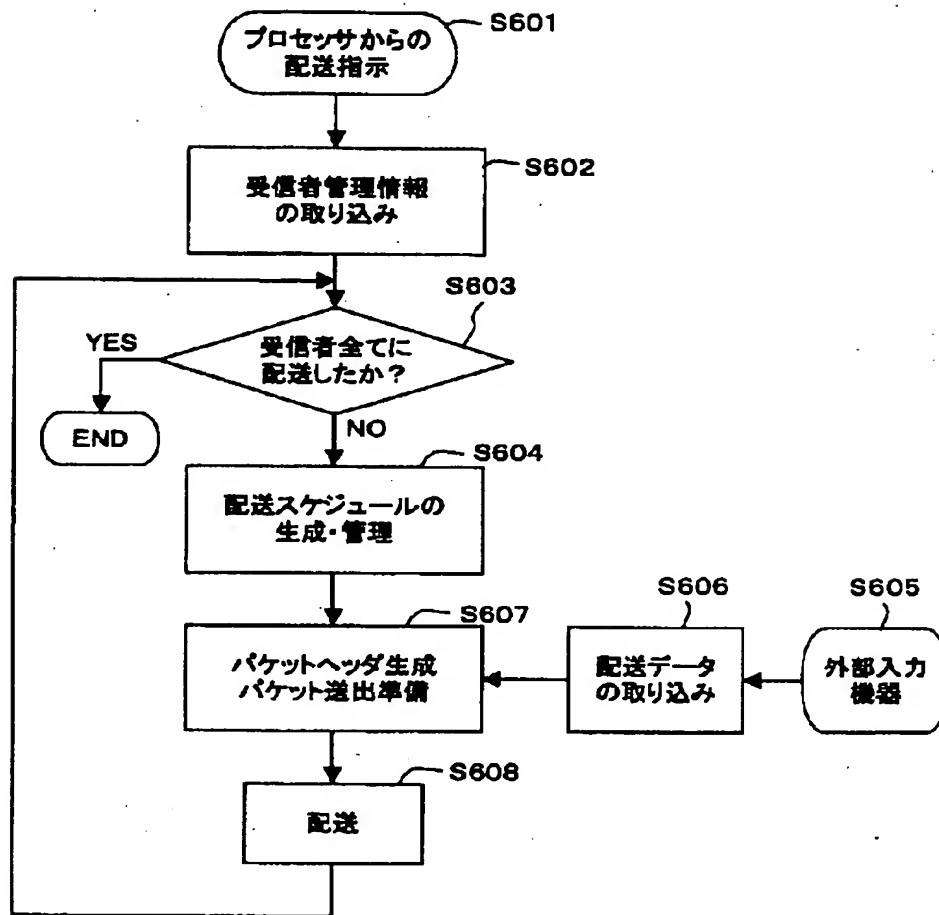 S601
プロセッサからの
配送指示
S602
受信者管理情報
の取り込み
S603
YES
受信者全てに
配送したか？
END
NO
S604
配送スケジュールの
生成・管理
S607
パケットヘッダ生成
パケット送出準備
S606
配送データ
の取り込み
S605
外部入力
機器
S608
配送